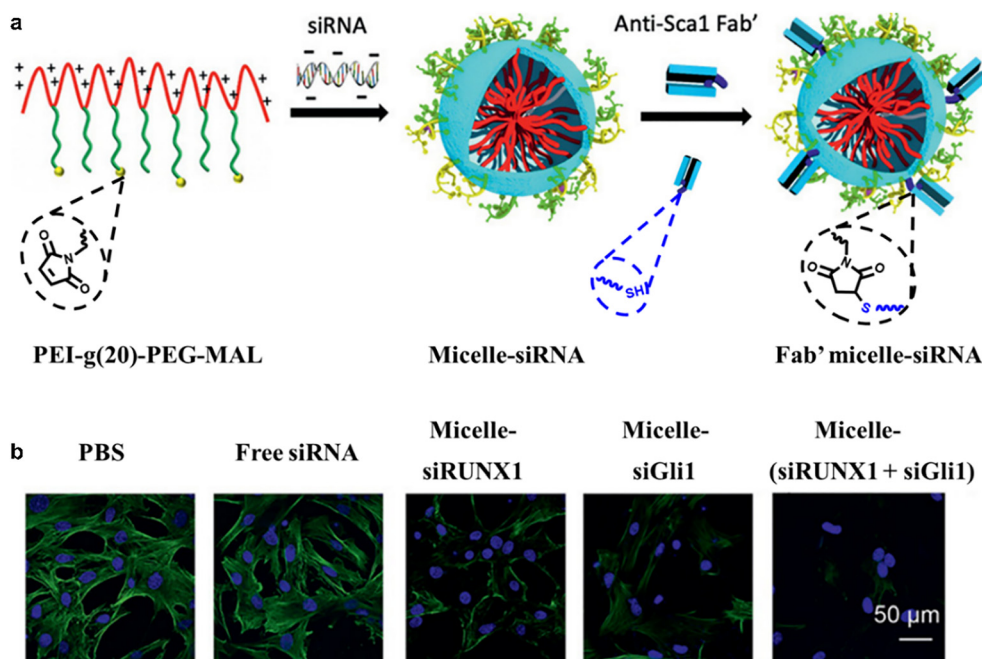 a
siRNA
Anti-Sca1 Fab’
N
O
O
SH
N
O
O
S
PEI-g(20)-PEG-MAL
Micelle-siRNA
Fab’ micelle-siRNA
b
PBS
Free siRNA
Micelle-
siRUNX1
Micelle-
siGli1
Micelle-
(siRUNX1 + siGli1)
50 μm